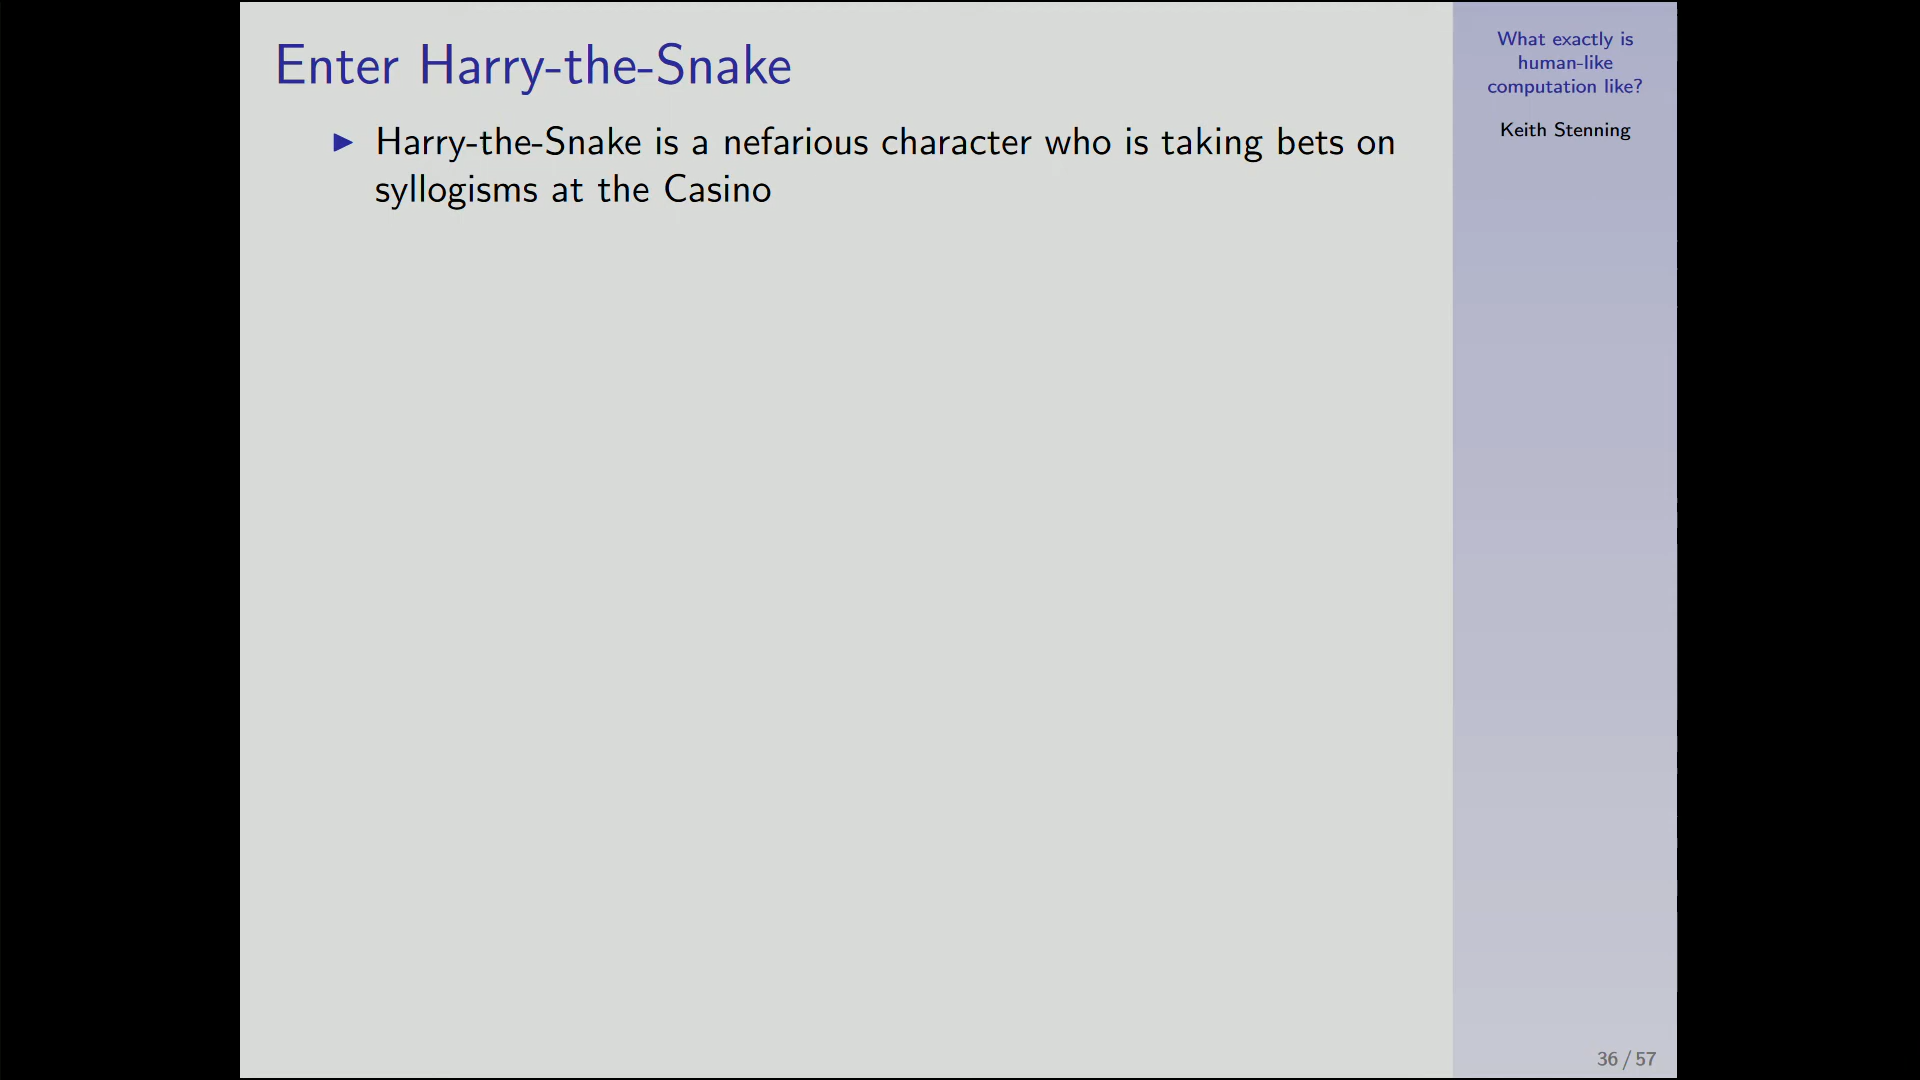 Enter Harry-the-Snake
Harry-the-Snake is a nefarious character who is taking bets on
syllogisms at the Casino
What exactly is
human-like
computation like?
Keith Stenning
36 / 57